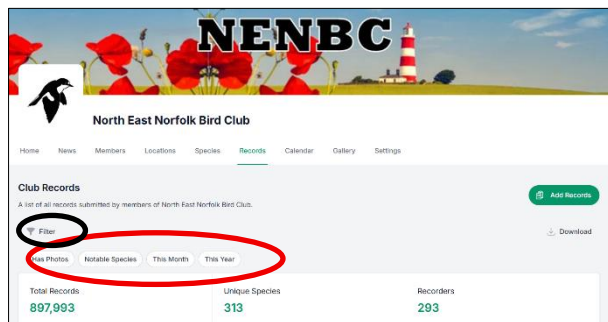 NENBC
North East Norfolk Bird Club
Home News Members Locations Species Records Calendar Gallery Settings
Club Records
A list of all records submitted by members of North East Norfolk Bird Club.
Add Records
Filter
Download
Has Photos Notable Species This Month This Year
Total Records Unique Species Recorders
897,993 313 293